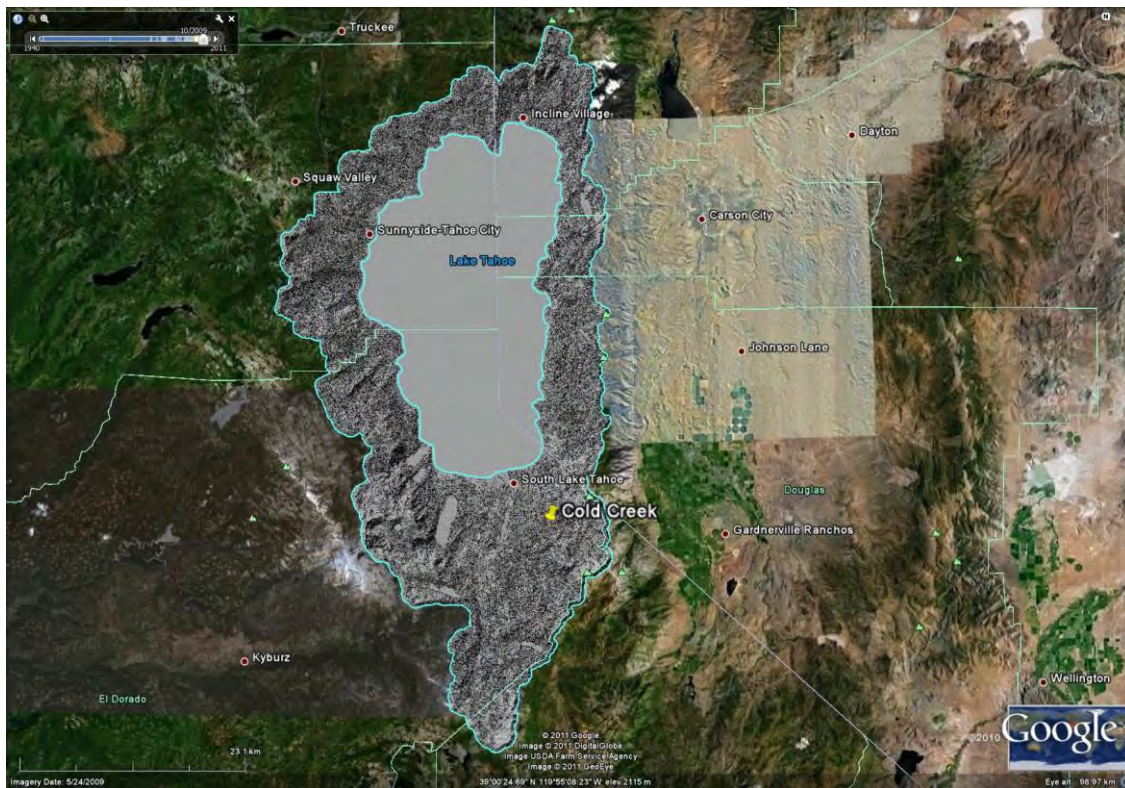 10/2009
1940
2011
N
Truckee
Incline Village
Dayton
Squaw Valley
Carson City
Sunnyside-Tahoe City
Lake Tahoe
Johnson Lane
South Lake Tahoe
Douglas
Cold Creek
Gardnerville Ranchos
Kyburz
Wellington
El Dorado
23.1 km
© 2011 Google
Image © 2011 DigitalGlobe
Image USDA Farm Service Agency
Image © 2011 GeoEye
©2010 Google
Imagery Date: 5/24/2009
39°00'24.69" N 119°55'08.23" W elev 2115 m
Eye alt 98.97 km